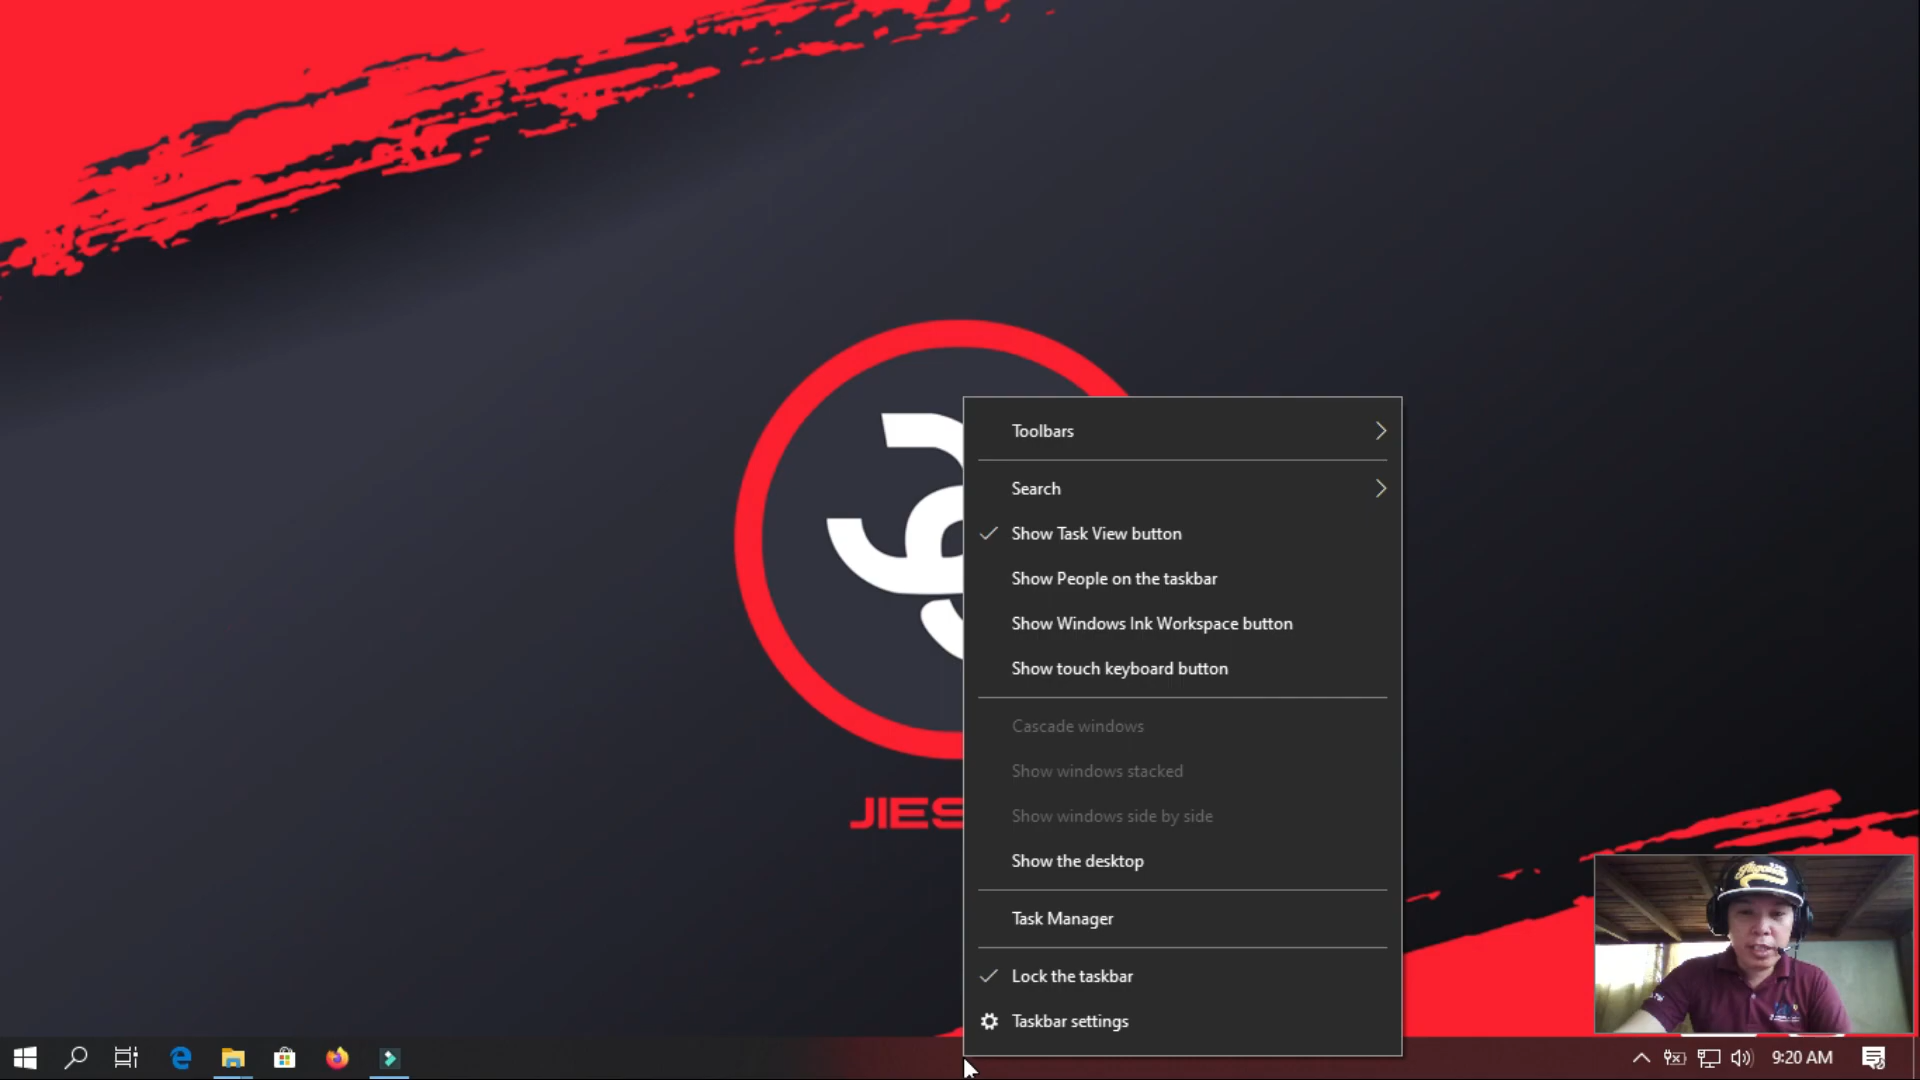 Toolbars
Search
Show Task View button
Show People on the taskbar
Show Windows Ink Workspace button
Show touch keyboard button
Cascade windows
Show windows stacked
Show windows side by side
Show the desktop
JIES
Task Manager
Lock the taskbar
Taskbar settings
9:20 AM